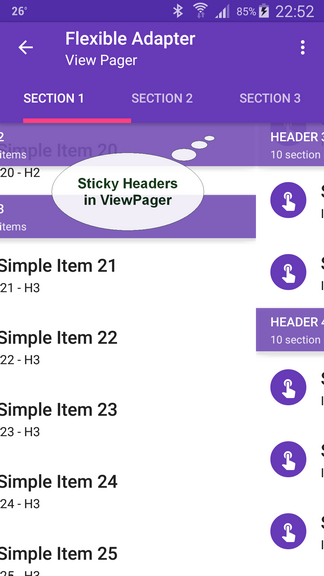 26°
85%
22:52
Flexible Adapter
View Pager
SECTION 1
SECTION 2
SECTION 3
2
items
Simple Item 20
20 - H2
Sticky Headers
in ViewPager
3
items
Simple Item 21
21 - H3
Simple Item 22
22 - H3
Simple Item 23
23 - H3
Simple Item 24
24 - H3
Simple Item 25
25 - H3
HEADER 3
10 section
HEADER 4
10 section